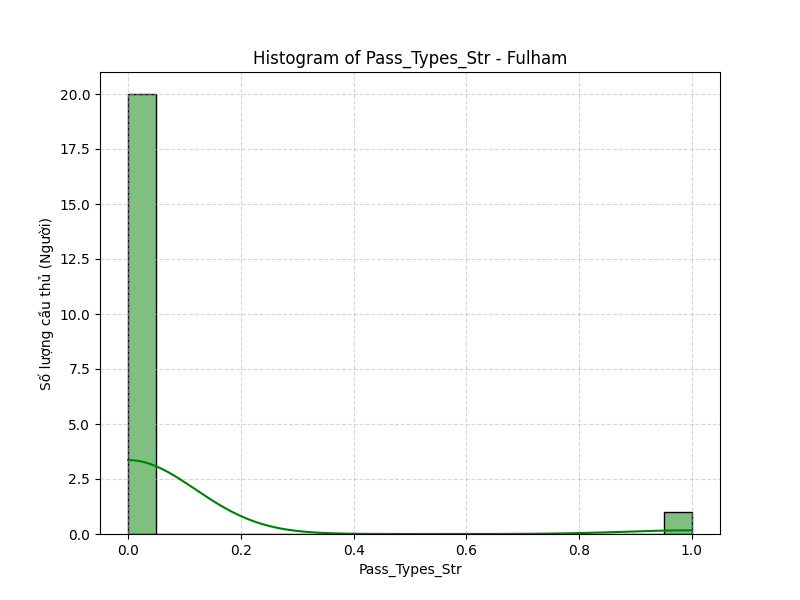 Histogram of Pass_Types_Str - Fulham
Số lượng cầu thủ (Người)
20.0
17.5
15.0
12.5
10.0
7.5
5.0
2.5
0.0
0.0 0.2 0.4 0.6 0.8 1.0
Pass_Types_Str